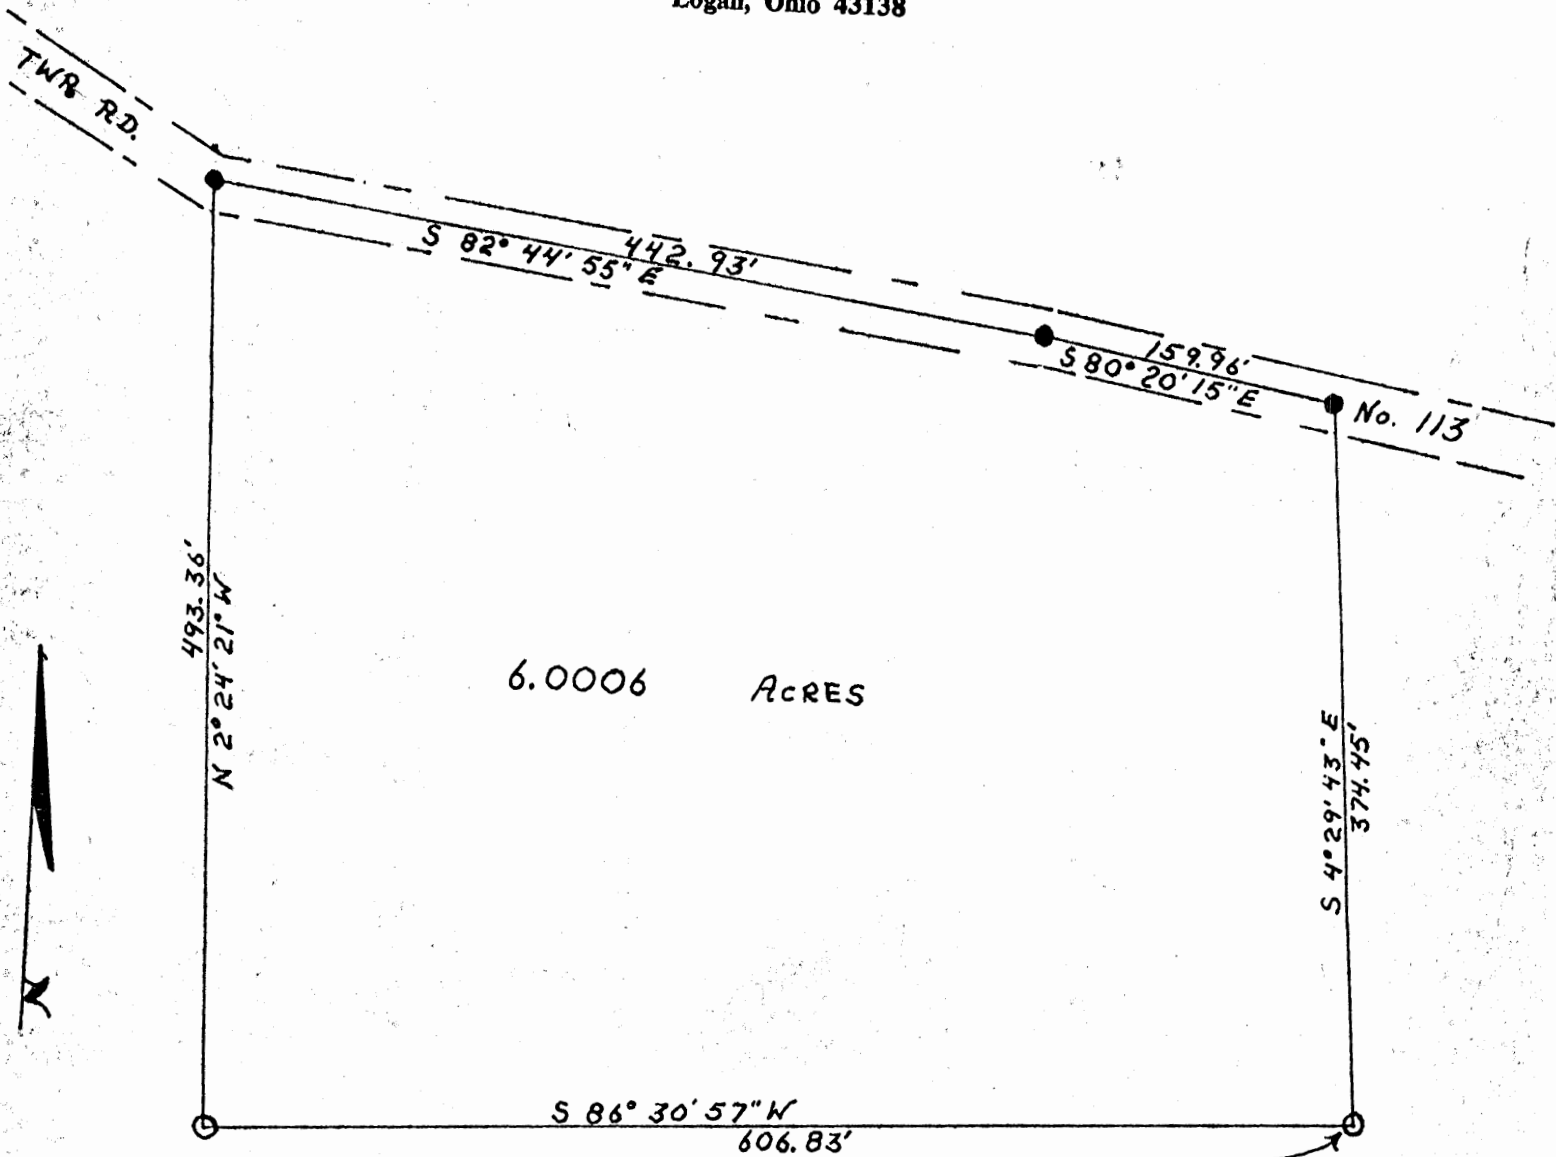 Logan, Ohio 43138
TWP. RD.
442.93'
S 82° 44' 55" E
159.96'
S 80° 20' 15" E
No. 113
493.36'
N 2° 24' 21" W
6.0006 ACRES
S 4° 29' 43" E
374.45'
N
S 86° 30' 57" W
606.83'